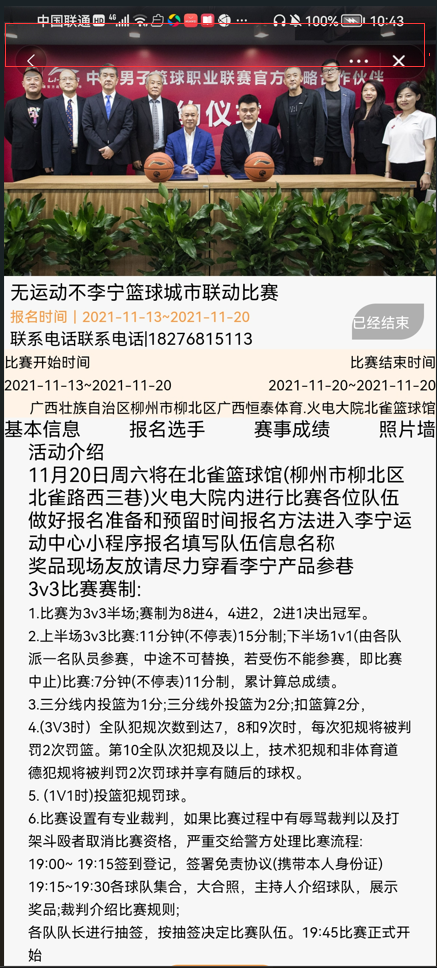 中国联通 HD 4G 100% 10:43
中国男子篮球职业联赛官方战略合作伙伴
约仪式
无运动不李宁篮球城市联动比赛
报名时间丨2021-11-13~2021-11-20
已经结束
联系电话联系电话|18276815113
比赛开始时间 比赛结束时间
2021-11-13~2021-11-20 2021-11-20~2021-11-20
广西壮族自治区柳州市柳北区广西恒泰体育.火电大院北雀篮球馆
基本信息 报名选手 赛事成绩 照片墙
活动介绍
11月20日周六将在北雀篮球馆(柳州市柳北区
北雀路西三巷)火电大院内进行比赛各位队伍
做好报名准备和预留时间报名方法进入李宁运
动中心小程序报名填写队伍信息名称
奖品现场友放请尽力穿看李宁产品参巷
3v3比赛赛制:
1.比赛为3v3半场;赛制为8进4，4进2，2进1决出冠军。
2.上半场3v3比赛:11分钟(不停表)15分制;下半场1v1(由各队
派一名队员参赛，中途不可替换，若受伤不能参赛，即比赛
中止)比赛:7分钟(不停表)11分制，累计算总成绩。
3.三分线内投篮为1分;三分线外投篮为2分;扣篮算2分，
4.(3V3时）全队犯规次数到达7，8和9次时，每次犯规将被判
罚2次罚篮。第10全队次犯规及以上，技术犯规和非体育道
德犯规将被判罚2次罚球并享有随后的球权。
5. (1V1时)投篮犯规罚球。
6.比赛设置有专业裁判，如果比赛过程中有辱骂裁判以及打
架斗殴者取消比赛资格，严重交给警方处理比寨流程:
19:00~ 19:15签到登记，签署免责协议(携带本人身份证)
19:15~19:30各球队集合，大合照，主持人介绍球队，展示
奖品;裁判介绍比赛规则;
各队队长进行抽签，按抽签决定比赛队伍。19:45比赛正式开
始